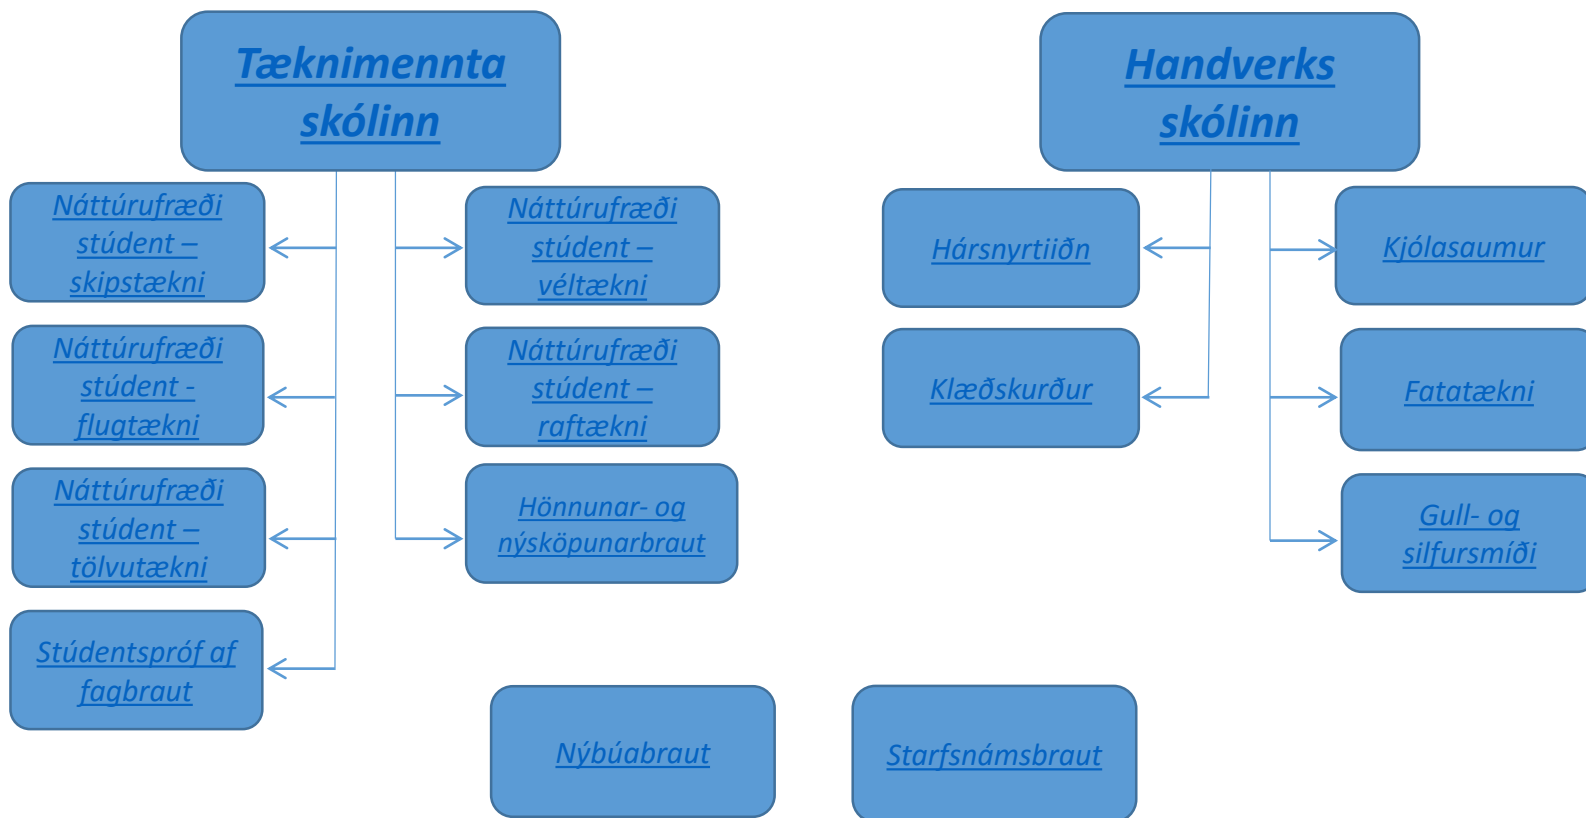 Tæknimennta
skólinn
Náttúrufræði
stúdent –
skipstækni
Náttúrufræði
stúdent -
flugtækni
Náttúrufræði
stúdent –
tölvutækni
Stúdentspróf af
fagbraut
Náttúrufræði
stúdent –
véltækni
Náttúrufræði
stúdent –
raftækni
Hönnunar- og
nýsköpunarbraut
Handverks
skólinn
Hársnyrtiiðn
Klæðskurður
Kjólasaumur
Fatatækni
Gull- og
silfursmíði
Nýbúabraut
Starfsnámsbraut